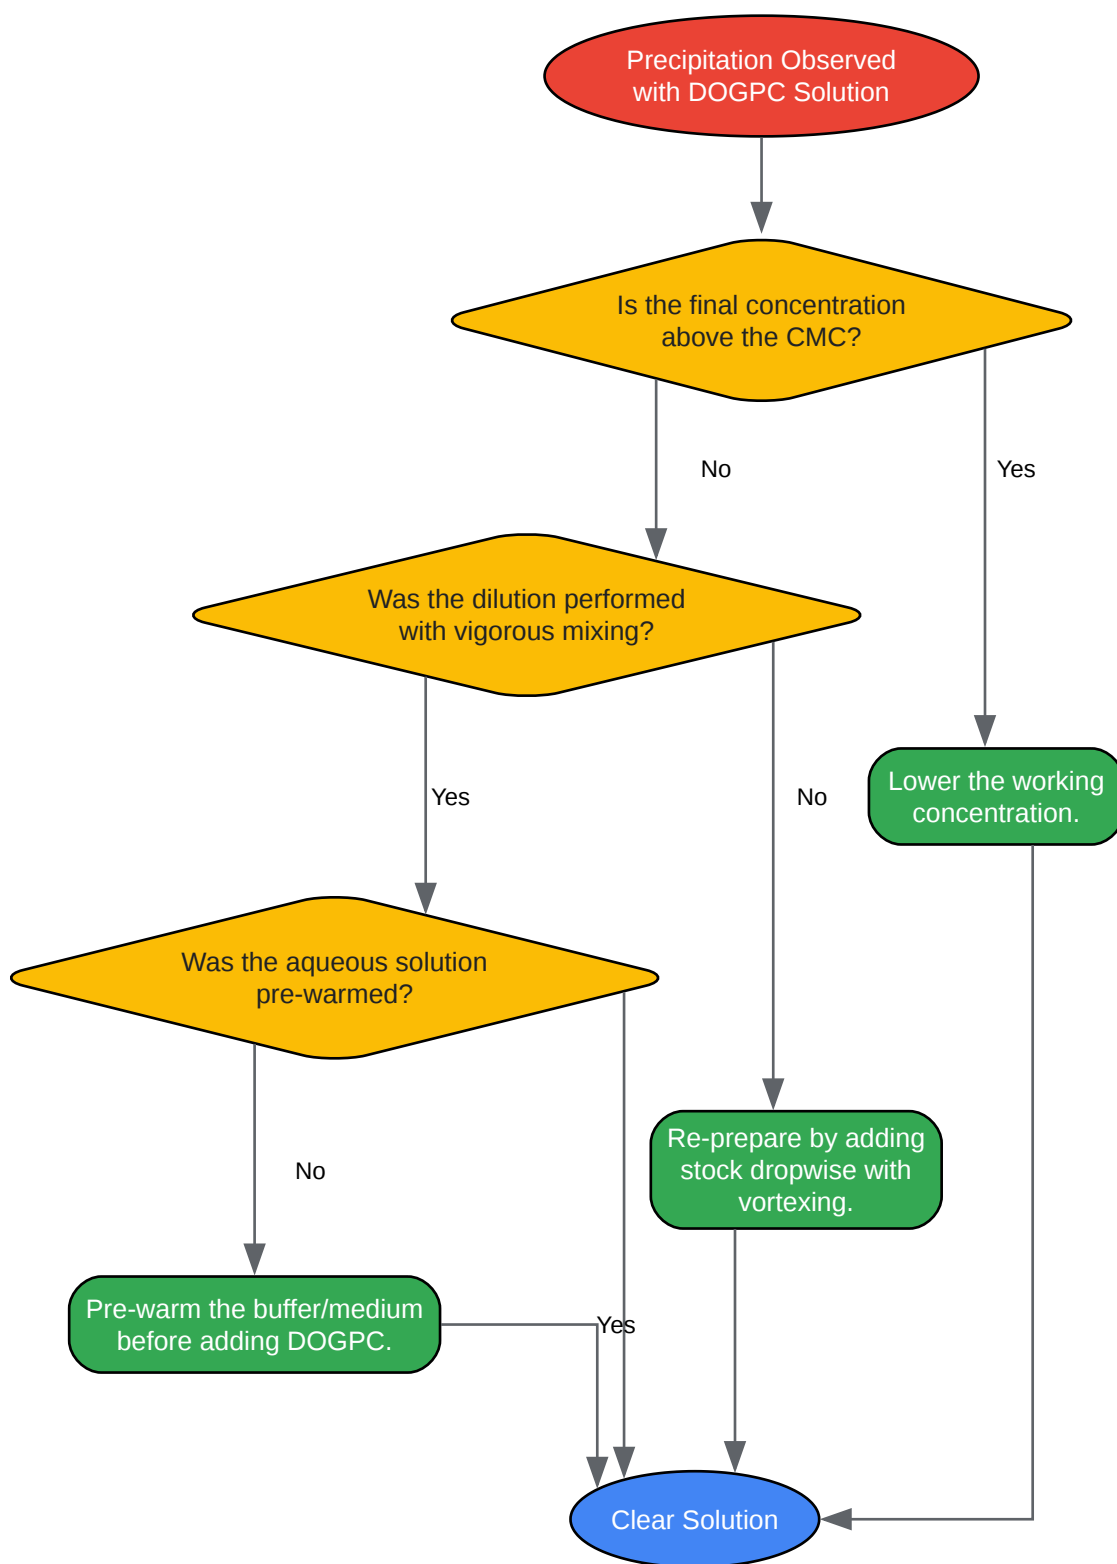 Precipitation Observed
with DOGPC Solution
Is the final concentration
above the CMC?
No
Yes
Was the dilution performed
with vigorous mixing?
Yes
No
Lower the working
concentration.
Was the aqueous solution
pre-warmed?
No
Re-prepare by adding
stock dropwise with
vortexing.
Pre-warm the buffer/medium
before adding DOGPC.
Yes
Clear Solution